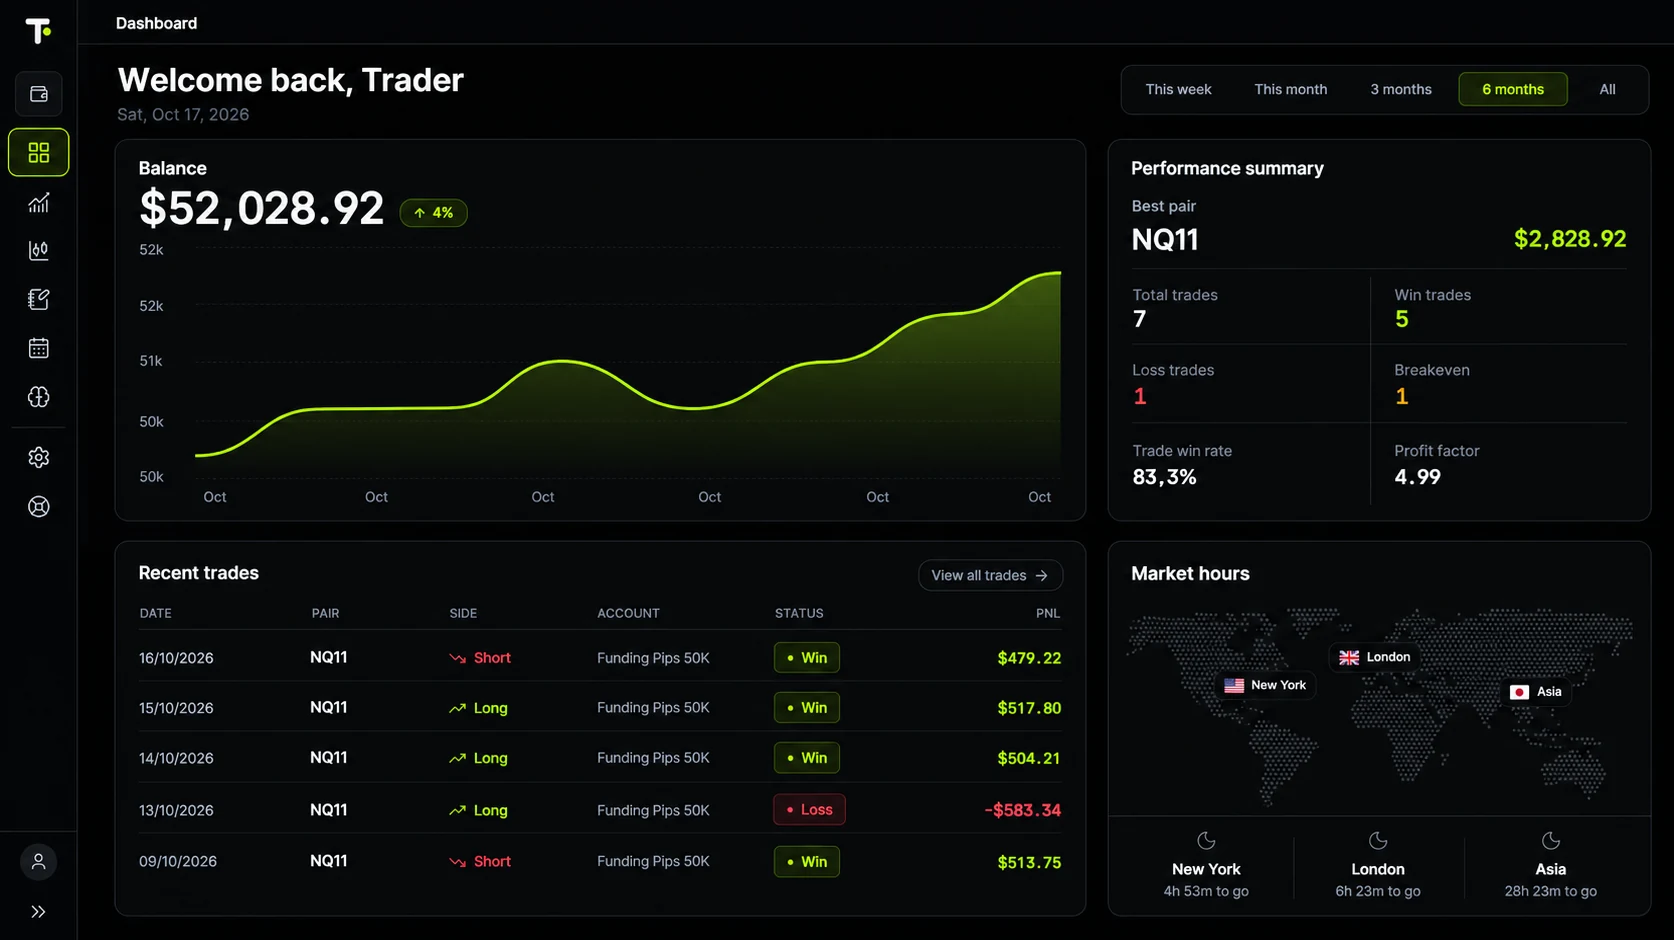 T
Dashboard
Welcome back, Trader
Sat, Oct 17, 2026
This week This month 3 months 6 months All
Balance
$52,028.92 4%
52k
52k
51k
50k
50k
Oct Oct Oct Oct Oct Oct
Performance summary
Best pair
NQ11 $2,828.92
Total trades Win trades
7 5
Loss trades Breakeven
1 1
Trade win rate Profit factor
83,3% 4.99
Recent trades View all trades
DATE PAIR SIDE ACCOUNT STATUS PNL
16/10/2026 NQ11 Short Funding Pips 50K Win $479.22
15/10/2026 NQ11 Long Funding Pips 50K Win $517.80
14/10/2026 NQ11 Long Funding Pips 50K Win $504.21
13/10/2026 NQ11 Long Funding Pips 50K Loss -$583.34
09/10/2026 NQ11 Short Funding Pips 50K Win $513.75
Market hours
London
New York
Asia
New York London Asia
4h 53m to go 6h 23m to go 28h 23m to go